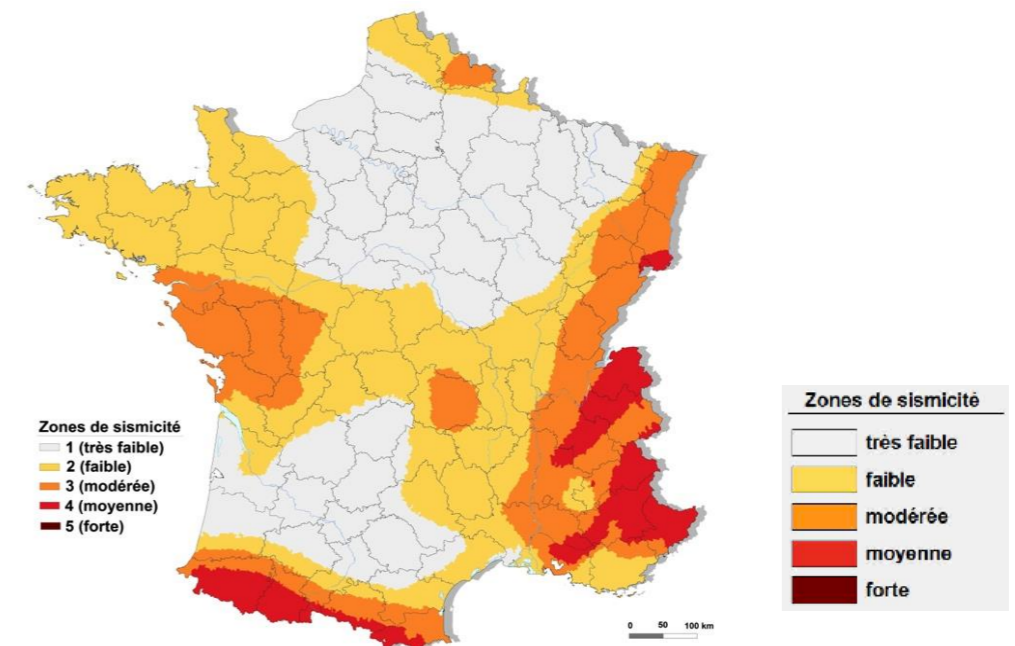 Zones de sismicité
1 (très faible)
2 (faible)
3 (modérée)
4 (moyenne)
5 (forte)
0 50 100 km
Zones de sismicité
très faible
faible
modérée
moyenne
forte